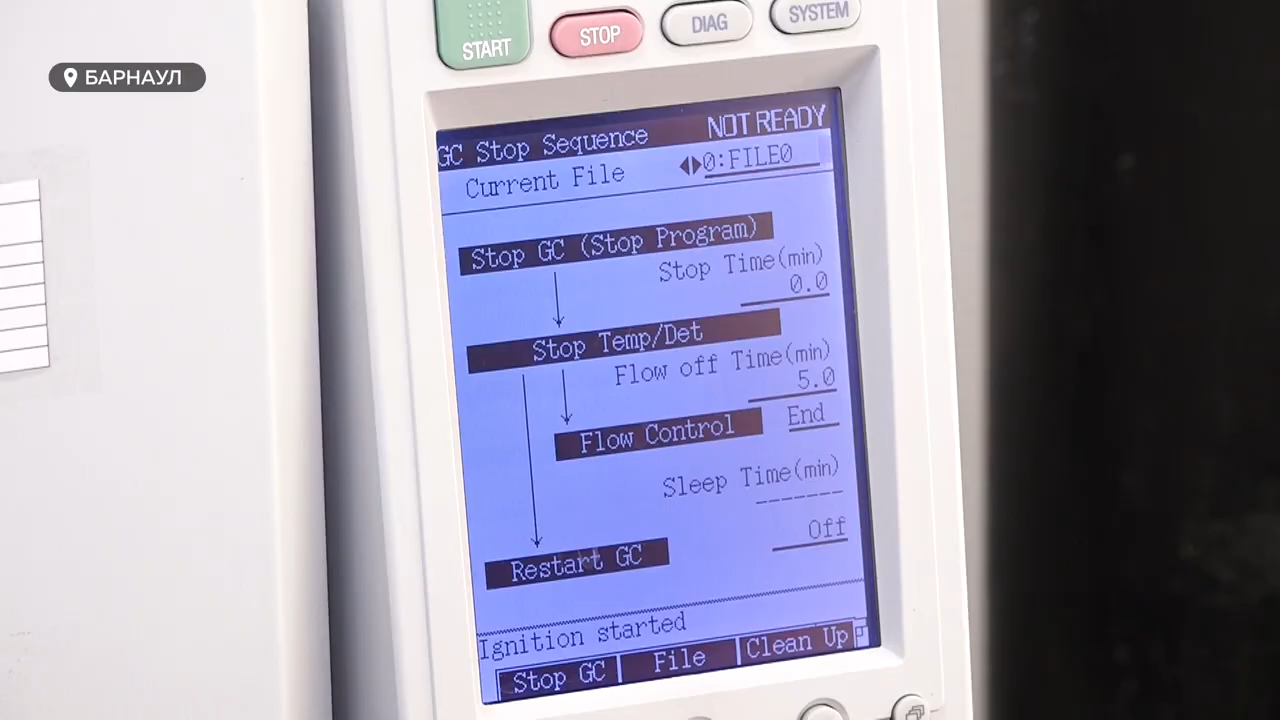 START STOP DIAG SYSTEM
БАРНАУЛ
GC Stop Sequence NOT READY
Current File 0:FILE0
Stop GC (Stop Program)
Stop Time(min)
0.0
Stop Temp/Det
Flow off Time(min)
5.0
Flow Control End
Sleep Time(min)
-------
Off
Restart GC
Ignition started
Stop GC File Clean Up